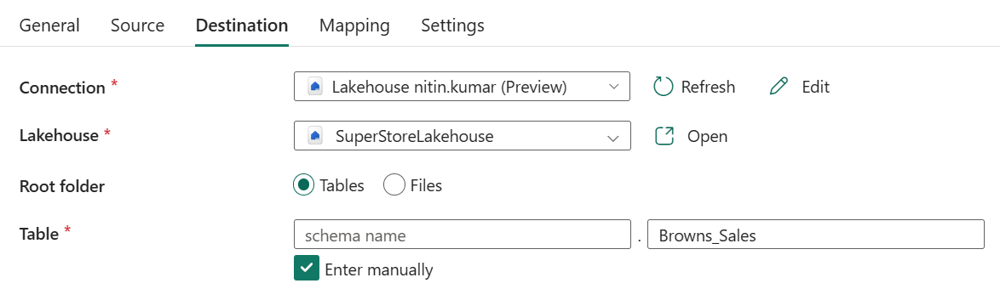 General Source Destination Mapping Settings
Connection * Lakehouse nitin.kumar (Preview) Refresh Edit
Lakehouse * SuperStoreLakehouse Open
Root folder Tables Files
Table * schema name . Browns_Sales
Enter manually